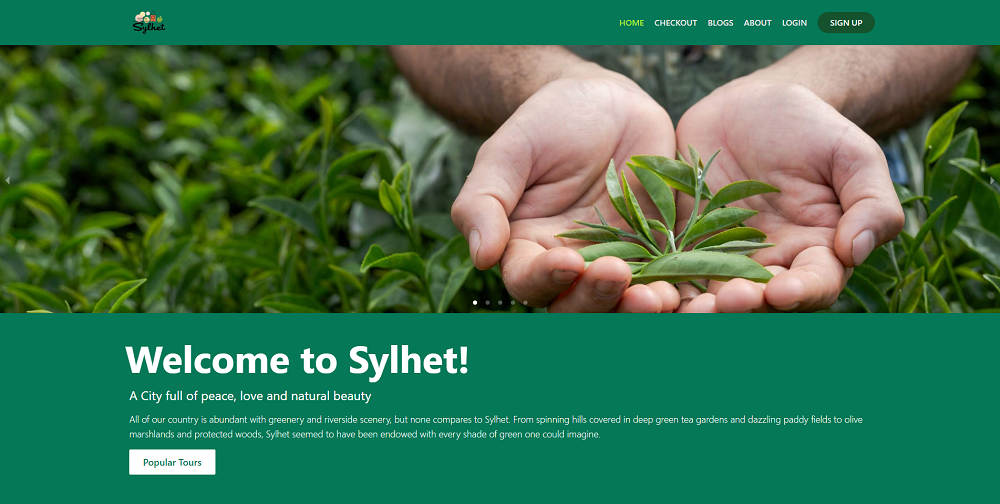 Sylhet
HOME CHECKOUT BLOGS ABOUT LOGIN SIGN UP
Welcome to Sylhet!
A City full of peace, love and natural beauty
All of our country is abundant with greenery and riverside scenery, but none compares to Sylhet. From spinning hills covered in deep green tea gardens and dazzling paddy fields to olive
marshlands and protected woods, Sylhet seemed to have been endowed with every shade of green one could imagine.
Popular Tours